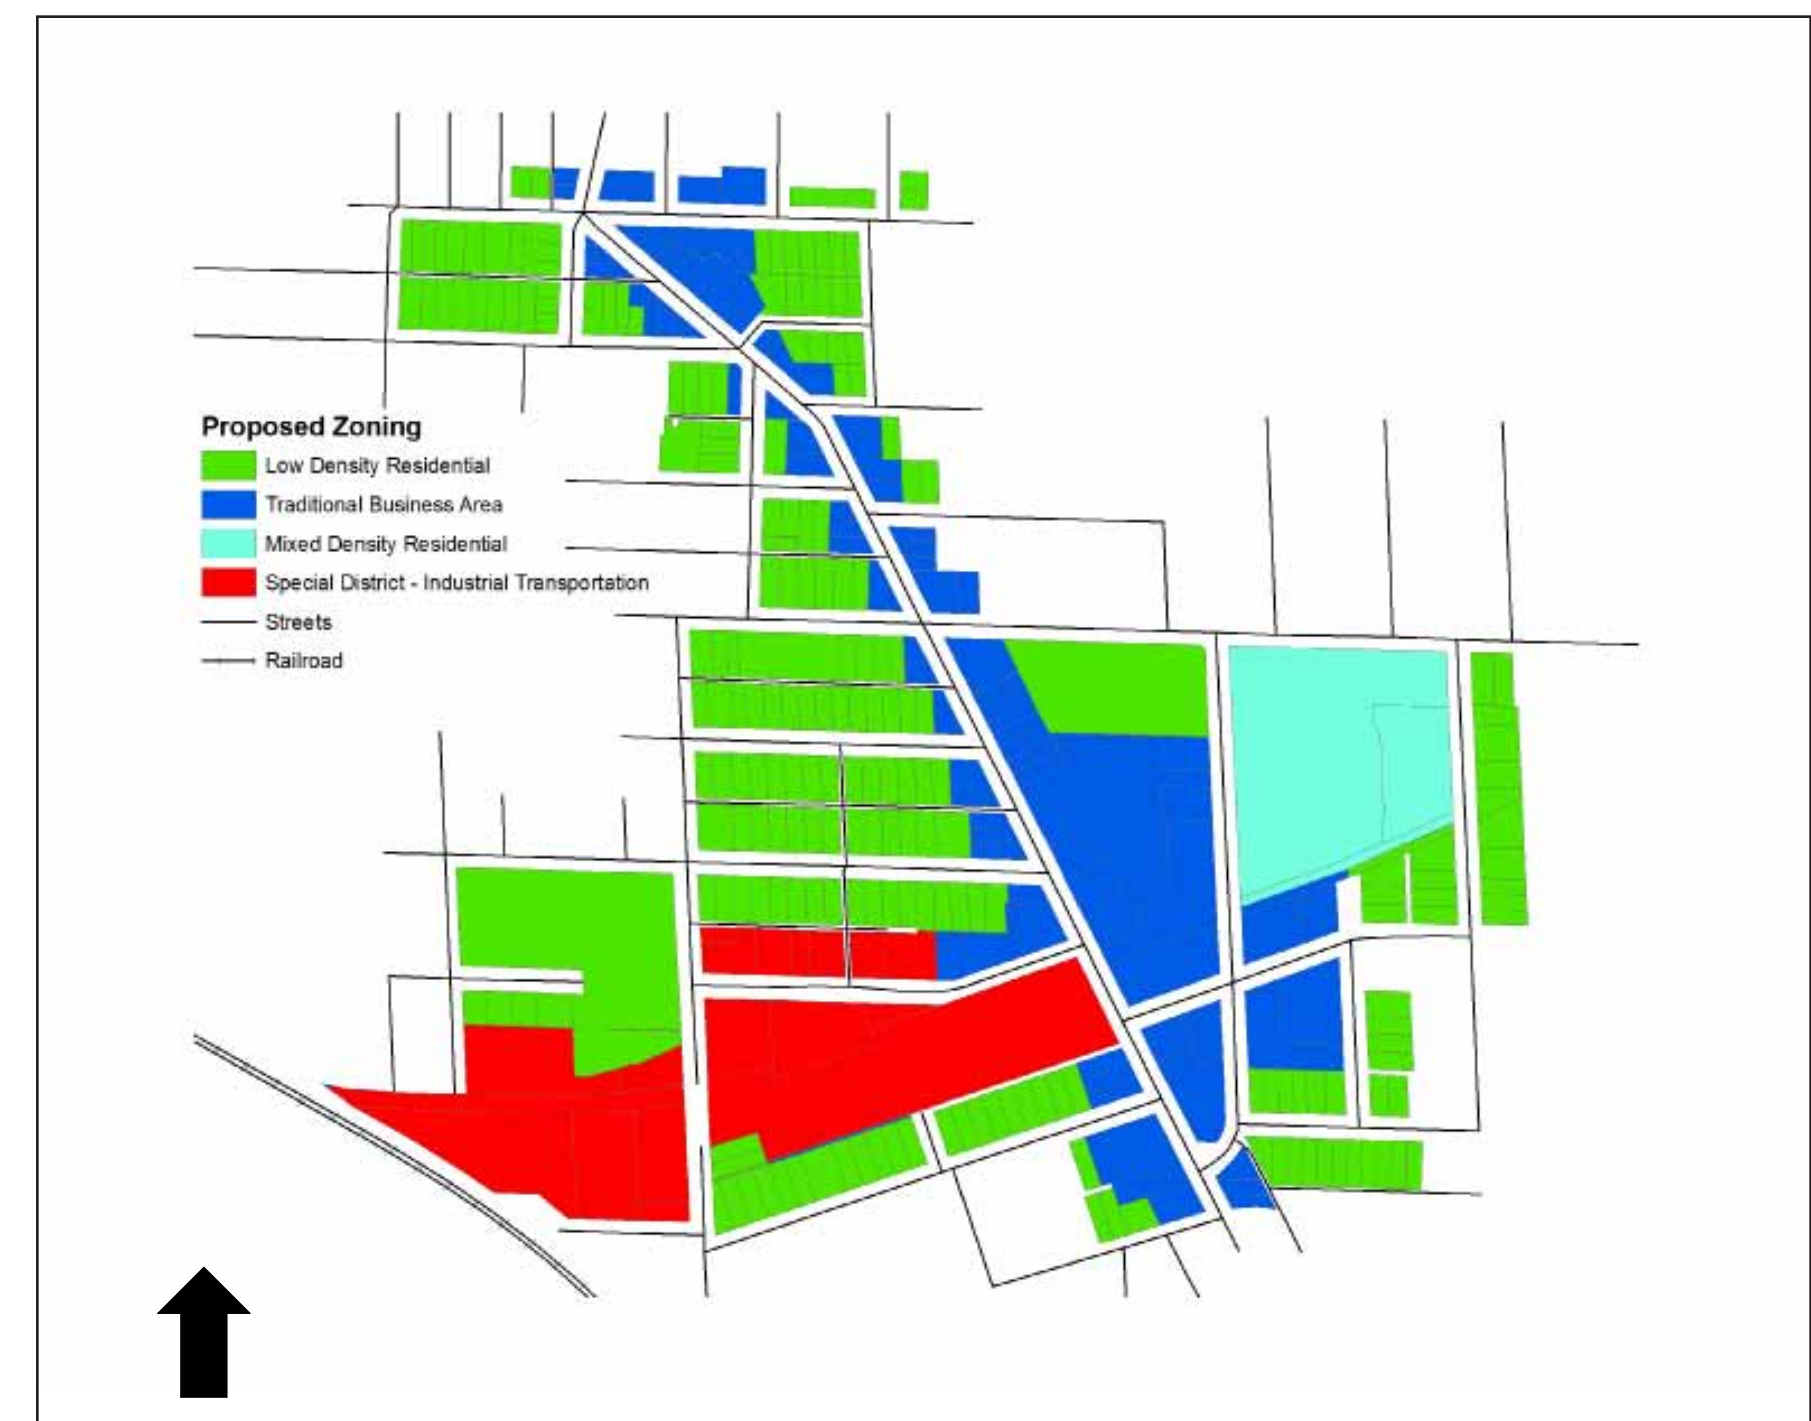 Proposed Zoning
Low Density Residential
Traditional Business Area
Mixed Density Residential
Special District - Industrial Transportation
Streets
Railroad